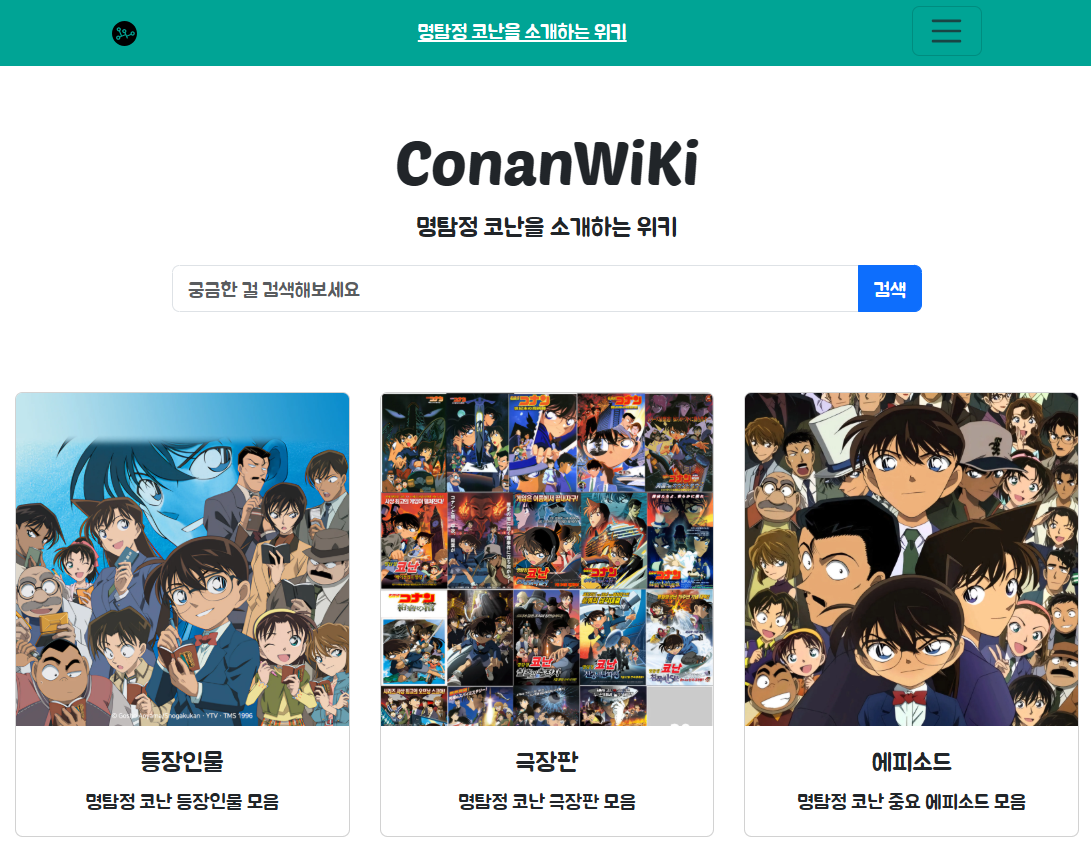 명탐정 코난을 소개하는 위키
ConanWiKi
명탐정 코난을 소개하는 위키
궁금한 걸 검색해보세요
검색
© Gosho Aoyama/Shogakukan · YTV · TMS 1996
등장인물
명탐정 코난 등장인물 모음
극장판
명탐정 코난 극장판 모음
에피소드
명탐정 코난 중요 에피소드 모음